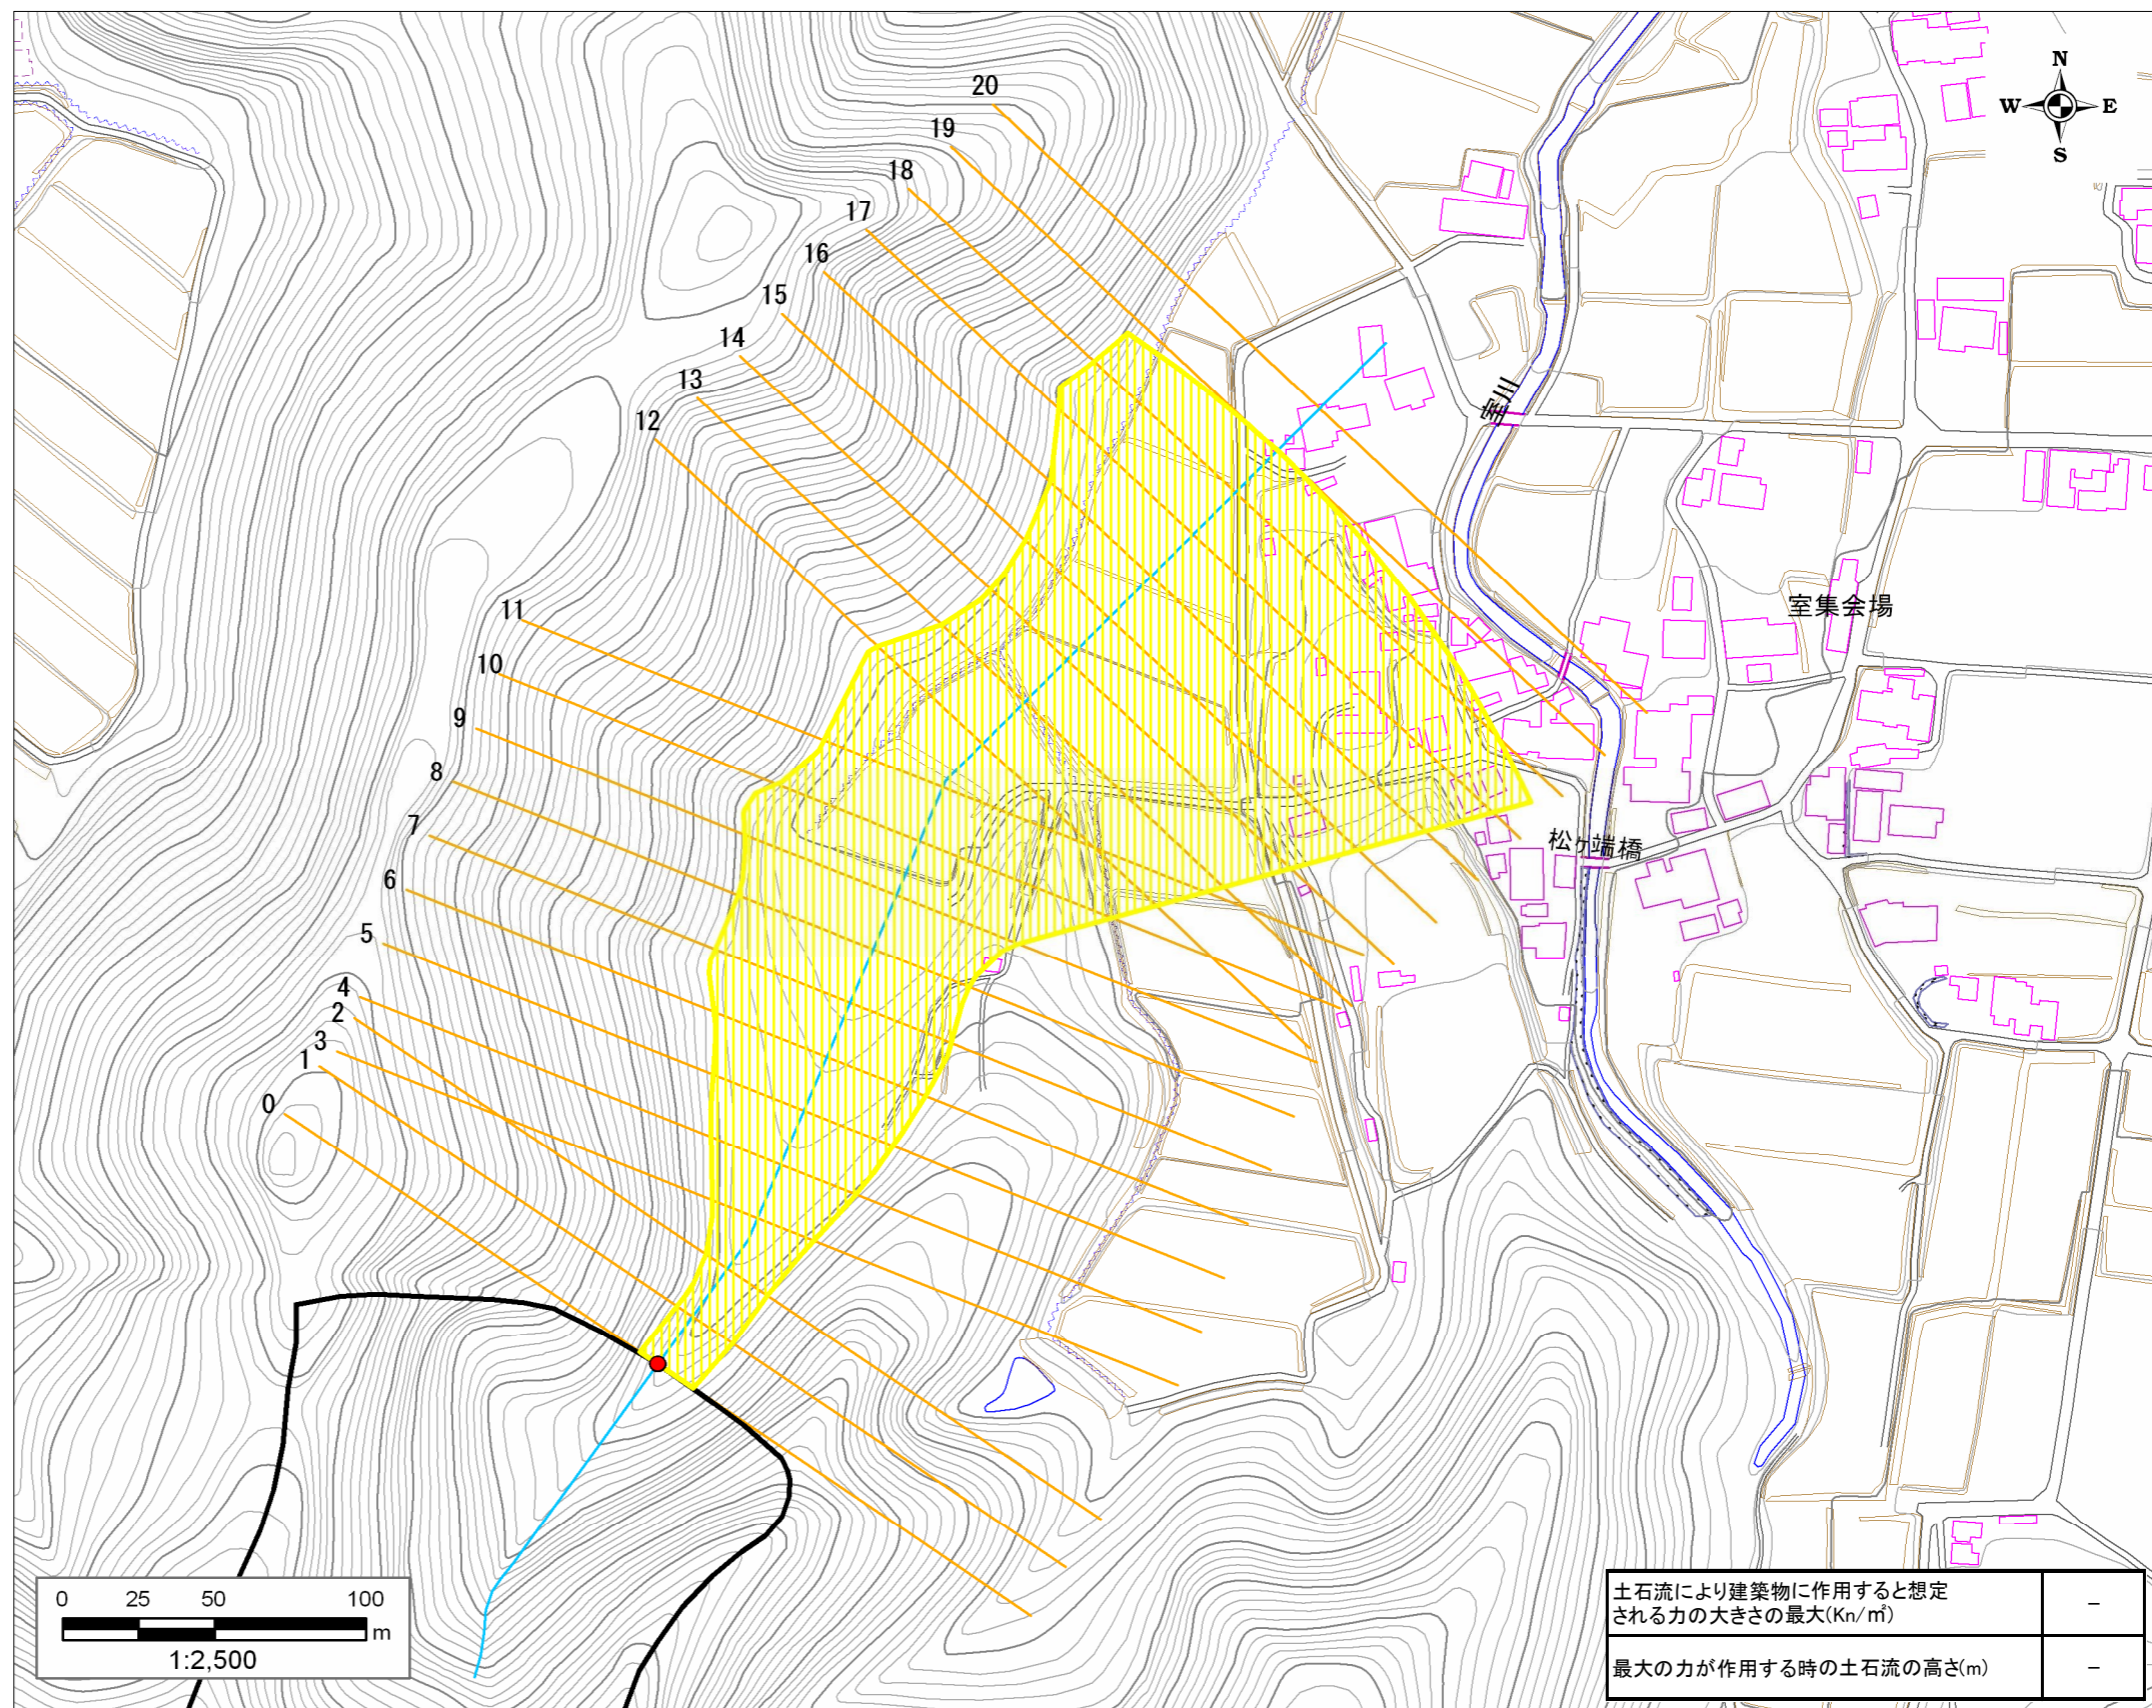 N
W E
S
20
19
18
17
16
15
14
13
12
11
10
9
8
7
6
5
4
2
3
1
0
室川
室集会場
松ヶ端橋
0 25 50 100
m
1:2,500
土石流により建築物に作用すると想定
される力の大きさの最大(Kn/㎡) −
最大の力が作用する時の土石流の高さ(m) −